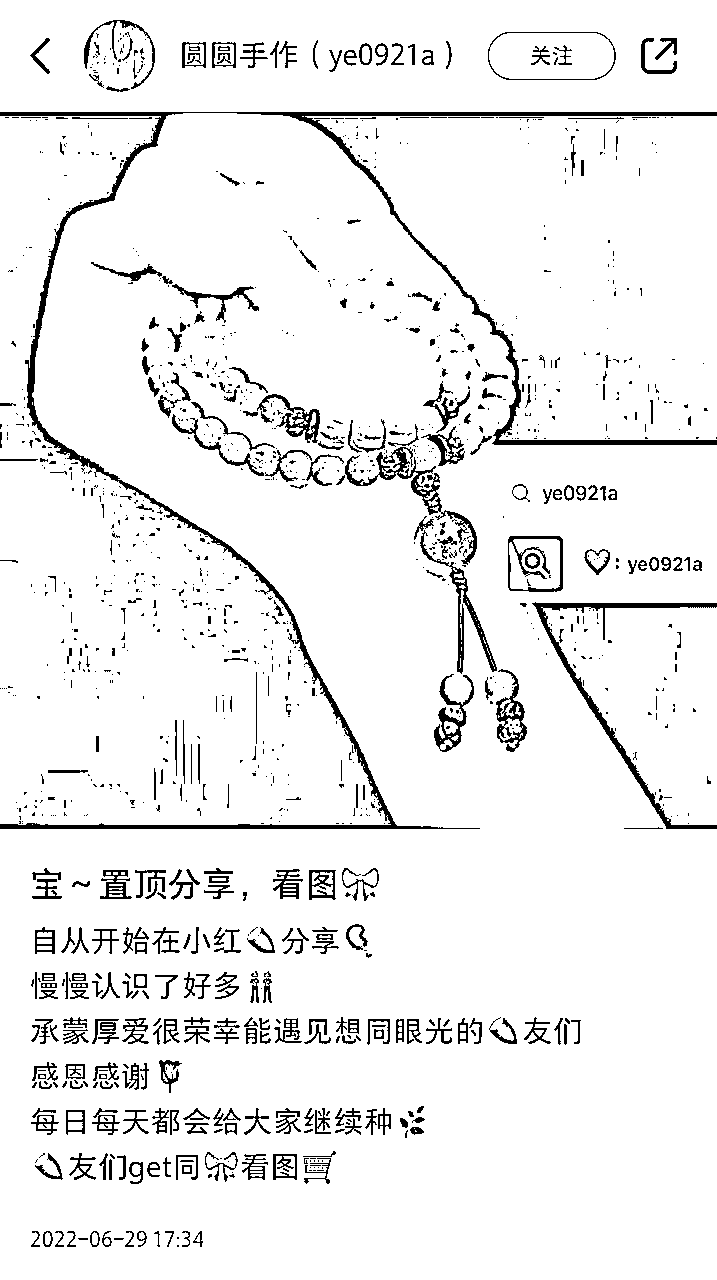 圆圆手作（ye0921a）
关注
ye0921a
：ye0921a
宝～置顶分享，看图🎀
自从开始在小红🍠分享
慢慢认识了好多👭
承蒙厚爱很荣幸能遇见想同眼光的🍠友们
感恩感谢🌹
每日每天都会给大家继续种🌿
🍠友们get同🎀看图🛒
2022-06-29 17:34